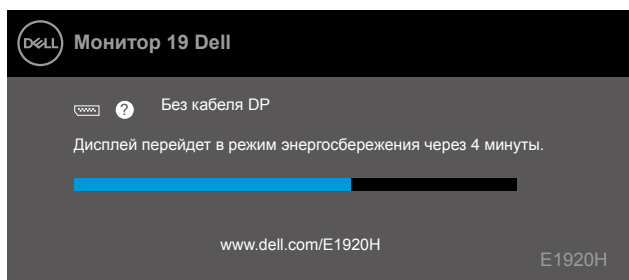 DELL Монитор 19 Dell
? Без кабеля DP
Дисплей перейдет в режим энергосбережения через 4 минуты.
www.dell.com/E1920H
E1920H